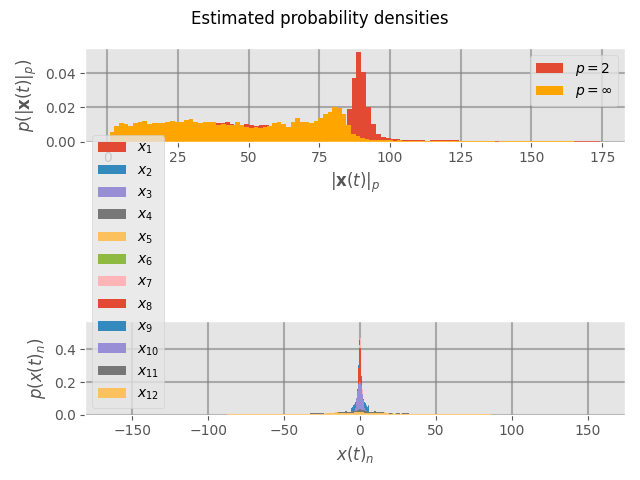 Estimated probability densities
p(|x(t)|p)
0.04
0.02
0.00
p = 2
p = ∞
0 25 50 75 100 125 150 175
|x(t)|p
x1
x2
x3
x4
x5
x6
x7
x8
x9
x10
x11
x12
p(x(t)n)
0.4
0.2
0.0
−150 −100 −50 0 50 100 150
x(t)n